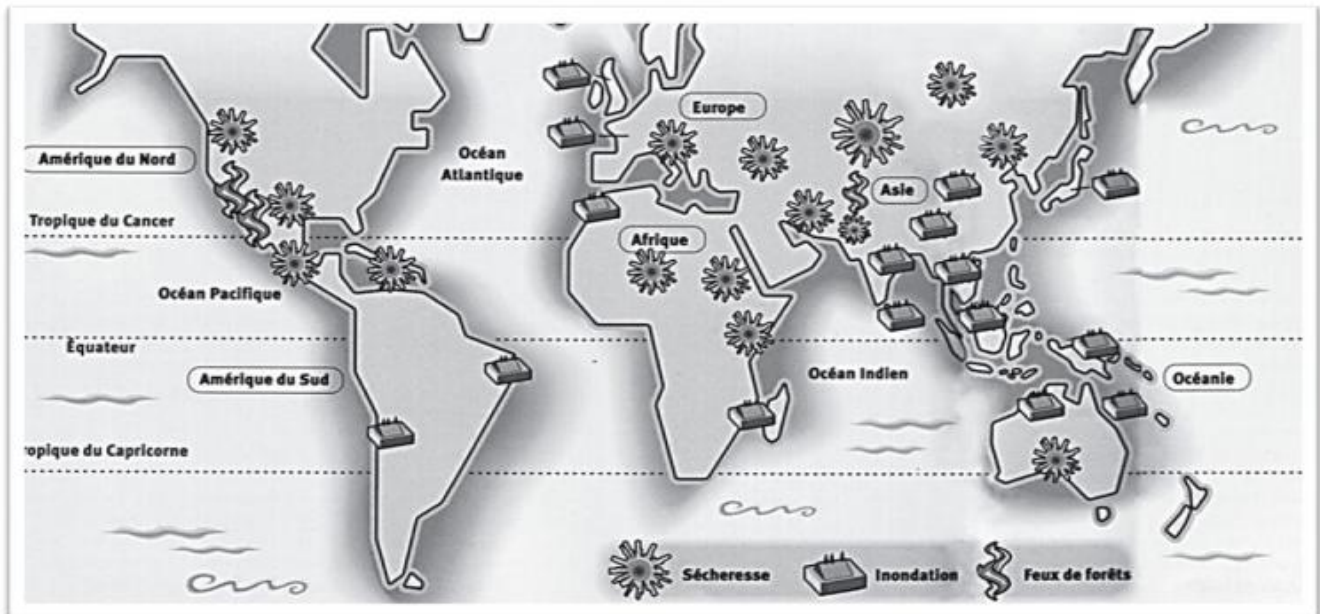 Europe
Amérique du Nord
Océan
Atlantique
Asie
Tropique du Cancer
Afrique
Océan Pacifique
Équateur
Amérique du Sud
Océan Indien
Océanie
ropique du Capricorne
Sécheresse
Inondation
Feux de forêts